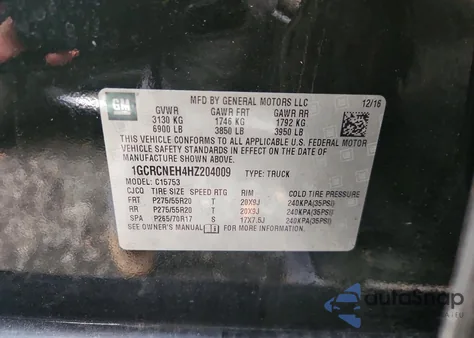 GM
MFD BY GENERAL MOTORS LLC 12/16
GVWR GAWR FRT GAWR RR
3130 KG 1746 KG 1792 KG
6900 LB 3850 LB 3950 LB
THIS VEHICLE CONFORMS TO ALL APPLICABLE U.S. FEDERAL MOTOR
VEHICLE SAFETY STANDARDS IN EFFECT ON THE DATE OF
MANUFACTURE SHOWN ABOVE.
1GCRCNEH4HZ204009 TYPE: TRUCK
MODEL: C15753
CJCQ TIRE SIZE SPEED RTG RIM COLD TIRE PRESSURE
FRT P275/55R20 T 20X9J 240KPA(35PSI)
RR P275/55R20 T 20X9J 240KPA(35PSI)
SPA P265/70R17 S 17X7.5J 240KPA(35PSI)
SEE OWNER'S MANUAL FOR MORE INFORMATION.
autoSnap